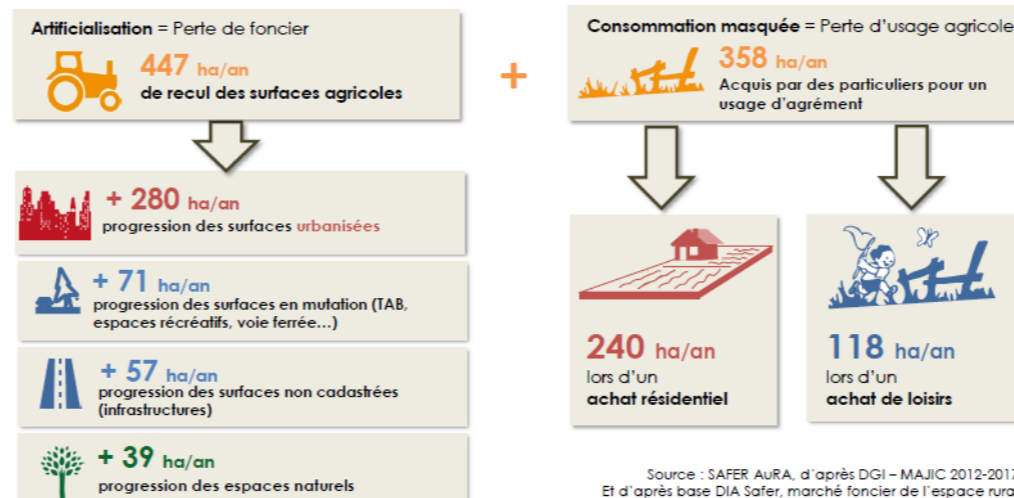 Artificialisation = Perte de foncier
447 ha/an
de recul des surfaces agricoles
+ 280 ha/an
progression des surfaces urbanisées
+ 71 ha/an
progression des surfaces en mutation (TAB,
espaces récréatifs, voie ferrée...)
+ 57 ha/an
progression des surfaces non cadastrées
(infrastructures)
+ 39 ha/an
progression des espaces naturels
+
Consommation masquée = Perte d'usage agricole
358 ha/an
Acquis par des particuliers pour un
usage d'agrément
240 ha/an
lors d'un
achat résidentiel
118 ha/an
lors d'un
achat de loisirs
Source : SAFER AuRA, d'après DGI – MAJIC 2012-2017
Et d'après base DIA Safer, marché foncier de l'espace rura